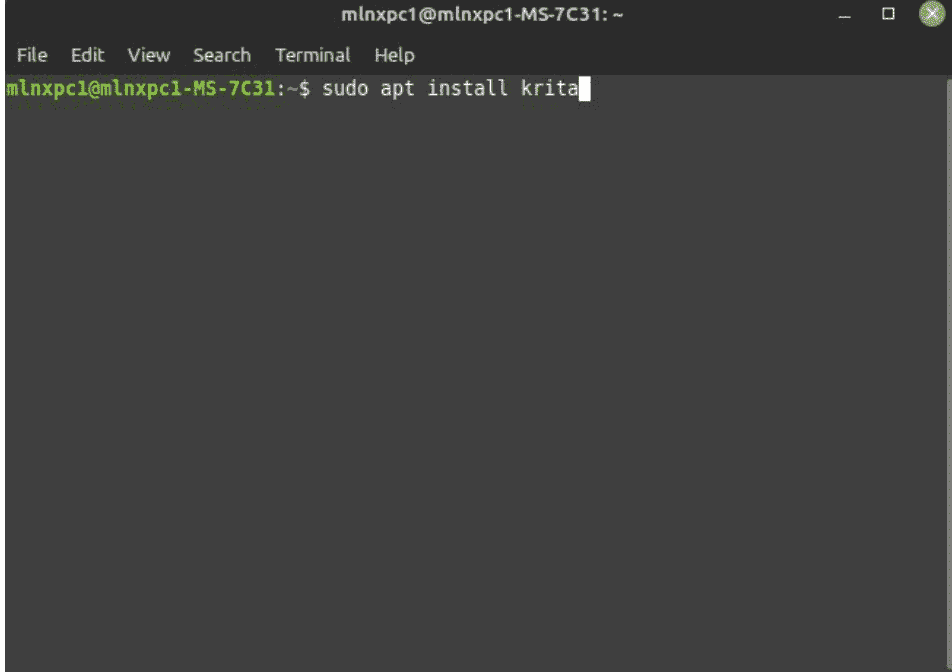 mlnxpc1@mlnxpc1-MS-7C31: ~
File Edit View Search Terminal Help
mlnxpc1@mlnxpc1-MS-7C31:~$ sudo apt install krita